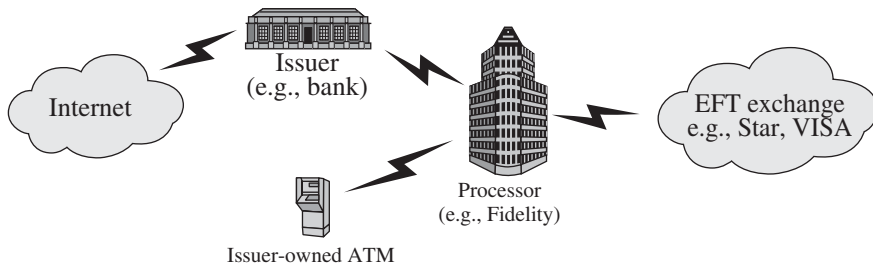 Internet
Issuer
(e.g., bank)
Issuer-owned ATM
Processor
(e.g., Fidelity)
EFT exchange
e.g., Star, VISA